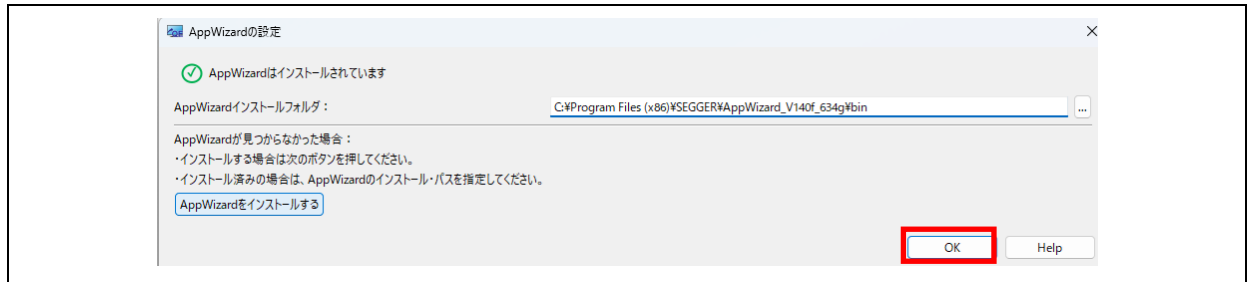 AppWizardの設定
AppWizardはインストールされています
AppWizardインストールフォルダ: C:¥Program Files (x86)¥SEGGER¥AppWizard_V140f_634g¥bin ...
AppWizardが見つからなかった場合:
・インストールする場合は次のボタンを押してください。
・インストール済みの場合は、AppWizardのインストール・パスを指定してください。
AppWizardをインストールする
OK Help